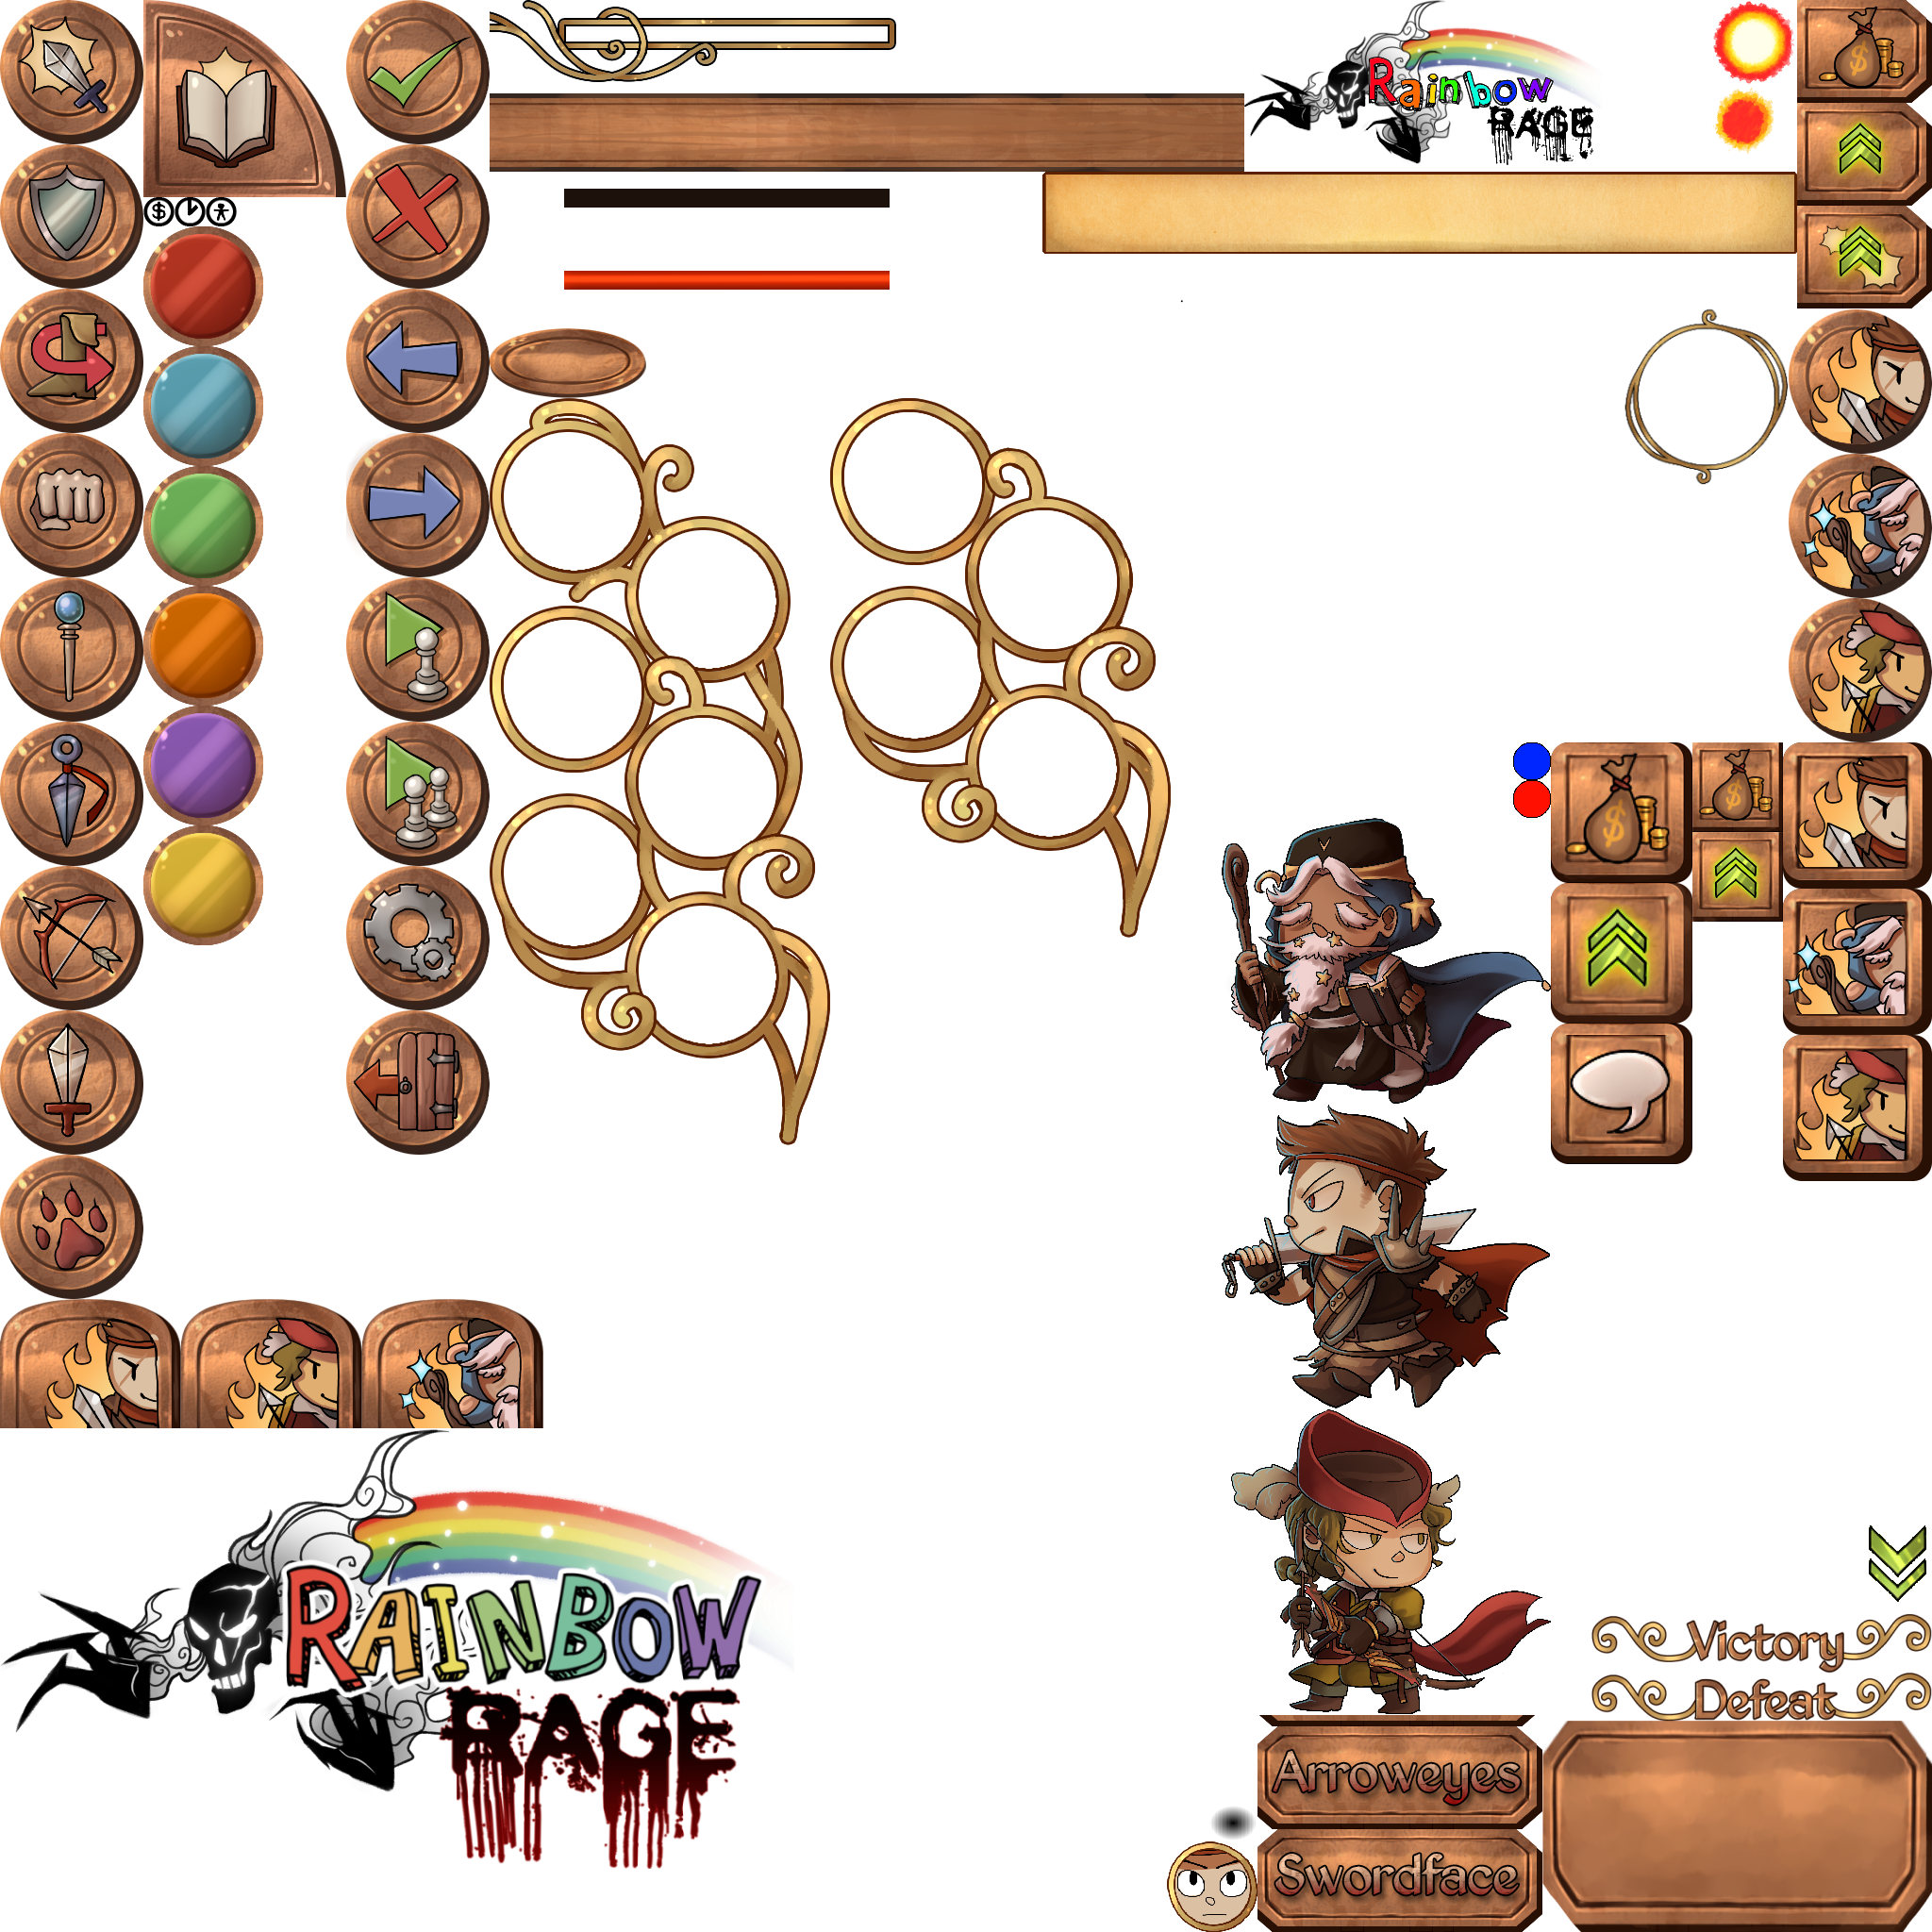 Rainbow
RAGE
$
$
$
$
Victory
Defeat
RAINBOW
RAGE
Arroweyes
Swordface